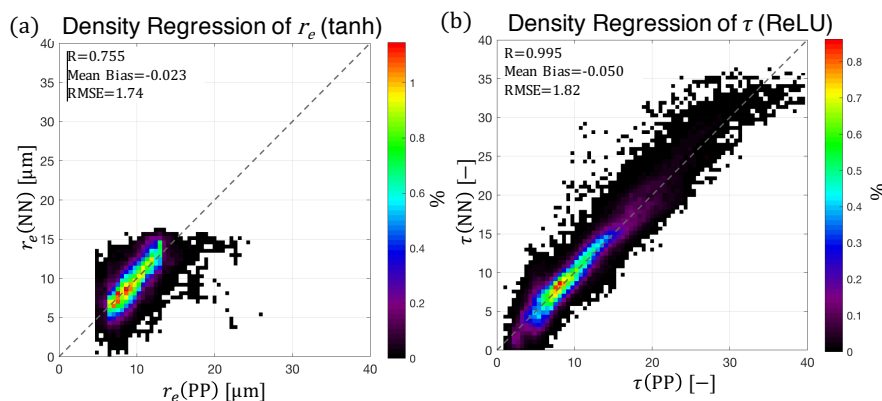 (a) Density Regression of rₑ (tanh)
R=0.755
Mean Bias=-0.023
RMSE=1.74
40
35
30
25
20
15
10
5
0
rₑ(NN) [μm]
0 10 20 30 40
rₑ(PP) [μm]
1
0.8
0.6
0.4
0.2
0
%
(b) Density Regression of τ (ReLU)
R=0.995
Mean Bias=-0.050
RMSE=1.82
40
35
30
25
20
15
10
5
0
τ(NN) [−]
0 10 20 30 40
τ(PP) [−]
0.8
0.7
0.6
0.5
0.4
0.3
0.2
0.1
0
%